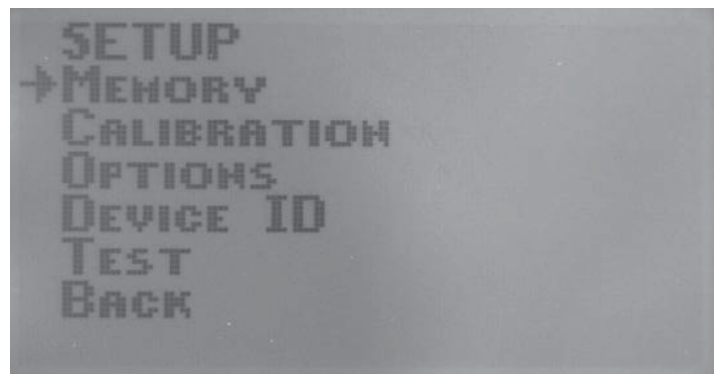 SETUP
→MEMORY
CALIBRATION
OPTIONS
DEVICE ID
TEST
BACK